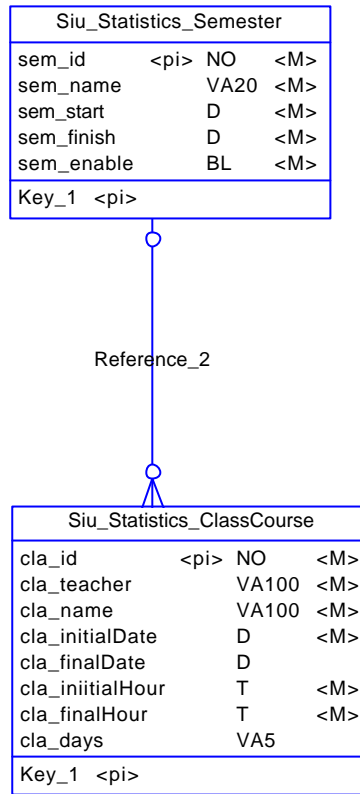 Siu_Statistics_Semester
sem_id <pi> NO <M>
sem_name VA20 <M>
sem_start D <M>
sem_finish D <M>
sem_enable BL <M>
Key_1 <pi>
Reference_2
Siu_Statistics_ClassCourse
cla_id <pi> NO <M>
cla_teacher VA100 <M>
cla_name VA100 <M>
cla_initialDate D <M>
cla_finalDate D
cla_iniitialHour T <M>
cla_finalHour T <M>
cla_days VA5
Key_1 <pi>